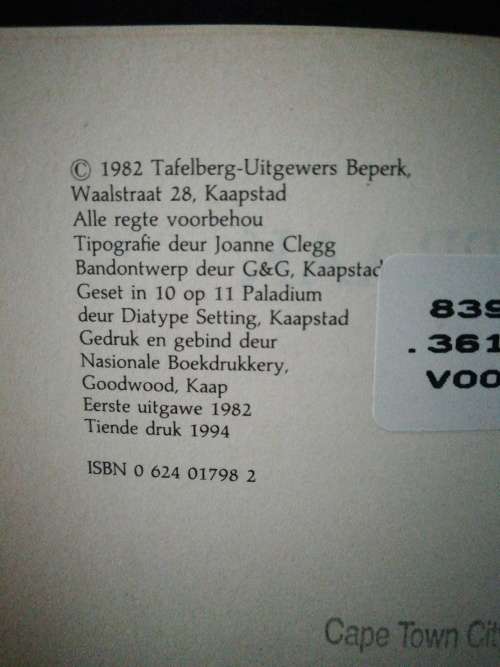 © 1982 Tafelberg-Uitgewers Beperk,
Waalstraat 28, Kaapstad
Alle regte voorbehou
Tipografie deur Joanne Clegg
Bandontwerp deur G&G, Kaapstad
Geset in 10 op 11 Paladium
deur Diatype Setting, Kaapstad
Gedruk en gebind deur
Nasionale Boekdrukkery,
Goodwood, Kaap
Eerste uitgawe 1982
Tiende druk 1994
ISBN 0 624 01798 2
839
.361
VOO
Cape Town Cit